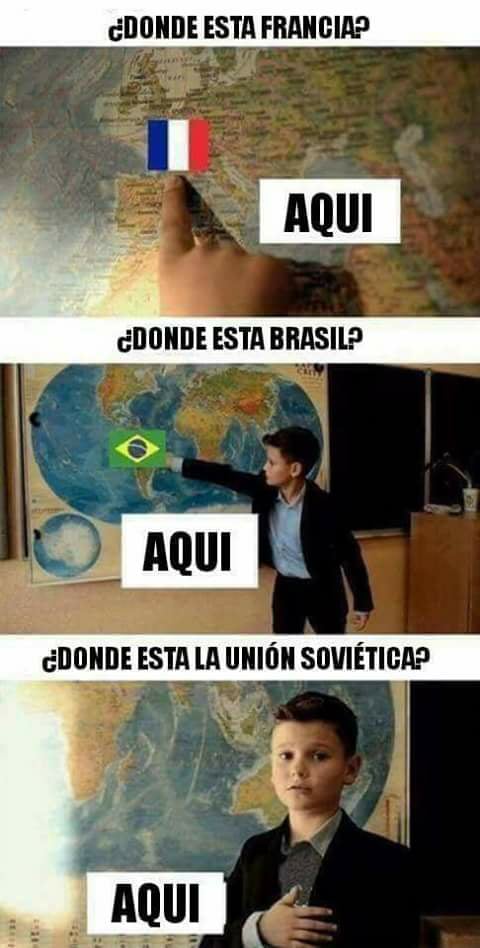 ¿DONDE ESTA FRANCIA?
AQUI
¿DONDE ESTA BRASIL?
AQUI
¿DONDE ESTA LA UNIÓN SOVIÉTICA?
AQUI